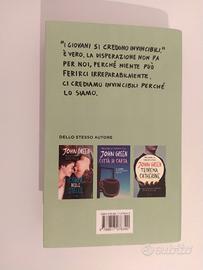 "I GIOVANI SI CREDONO INVINCIBILI."
È VERO. LA DISPERAZIONE NON FA
PER NOI, PERCHÉ NIENTE PUÒ
FERIRCI IRREPARABILMENTE.
CI CREDIAMO INVINCIBILI PERCHÉ
LO SIAMO.
DELLO STESSO AUTORE
JOHN GREEN
JOHN GREEN
CITTÀ DI CARTA
JOHN GREEN
TEOREMA
CATHERINE
subito